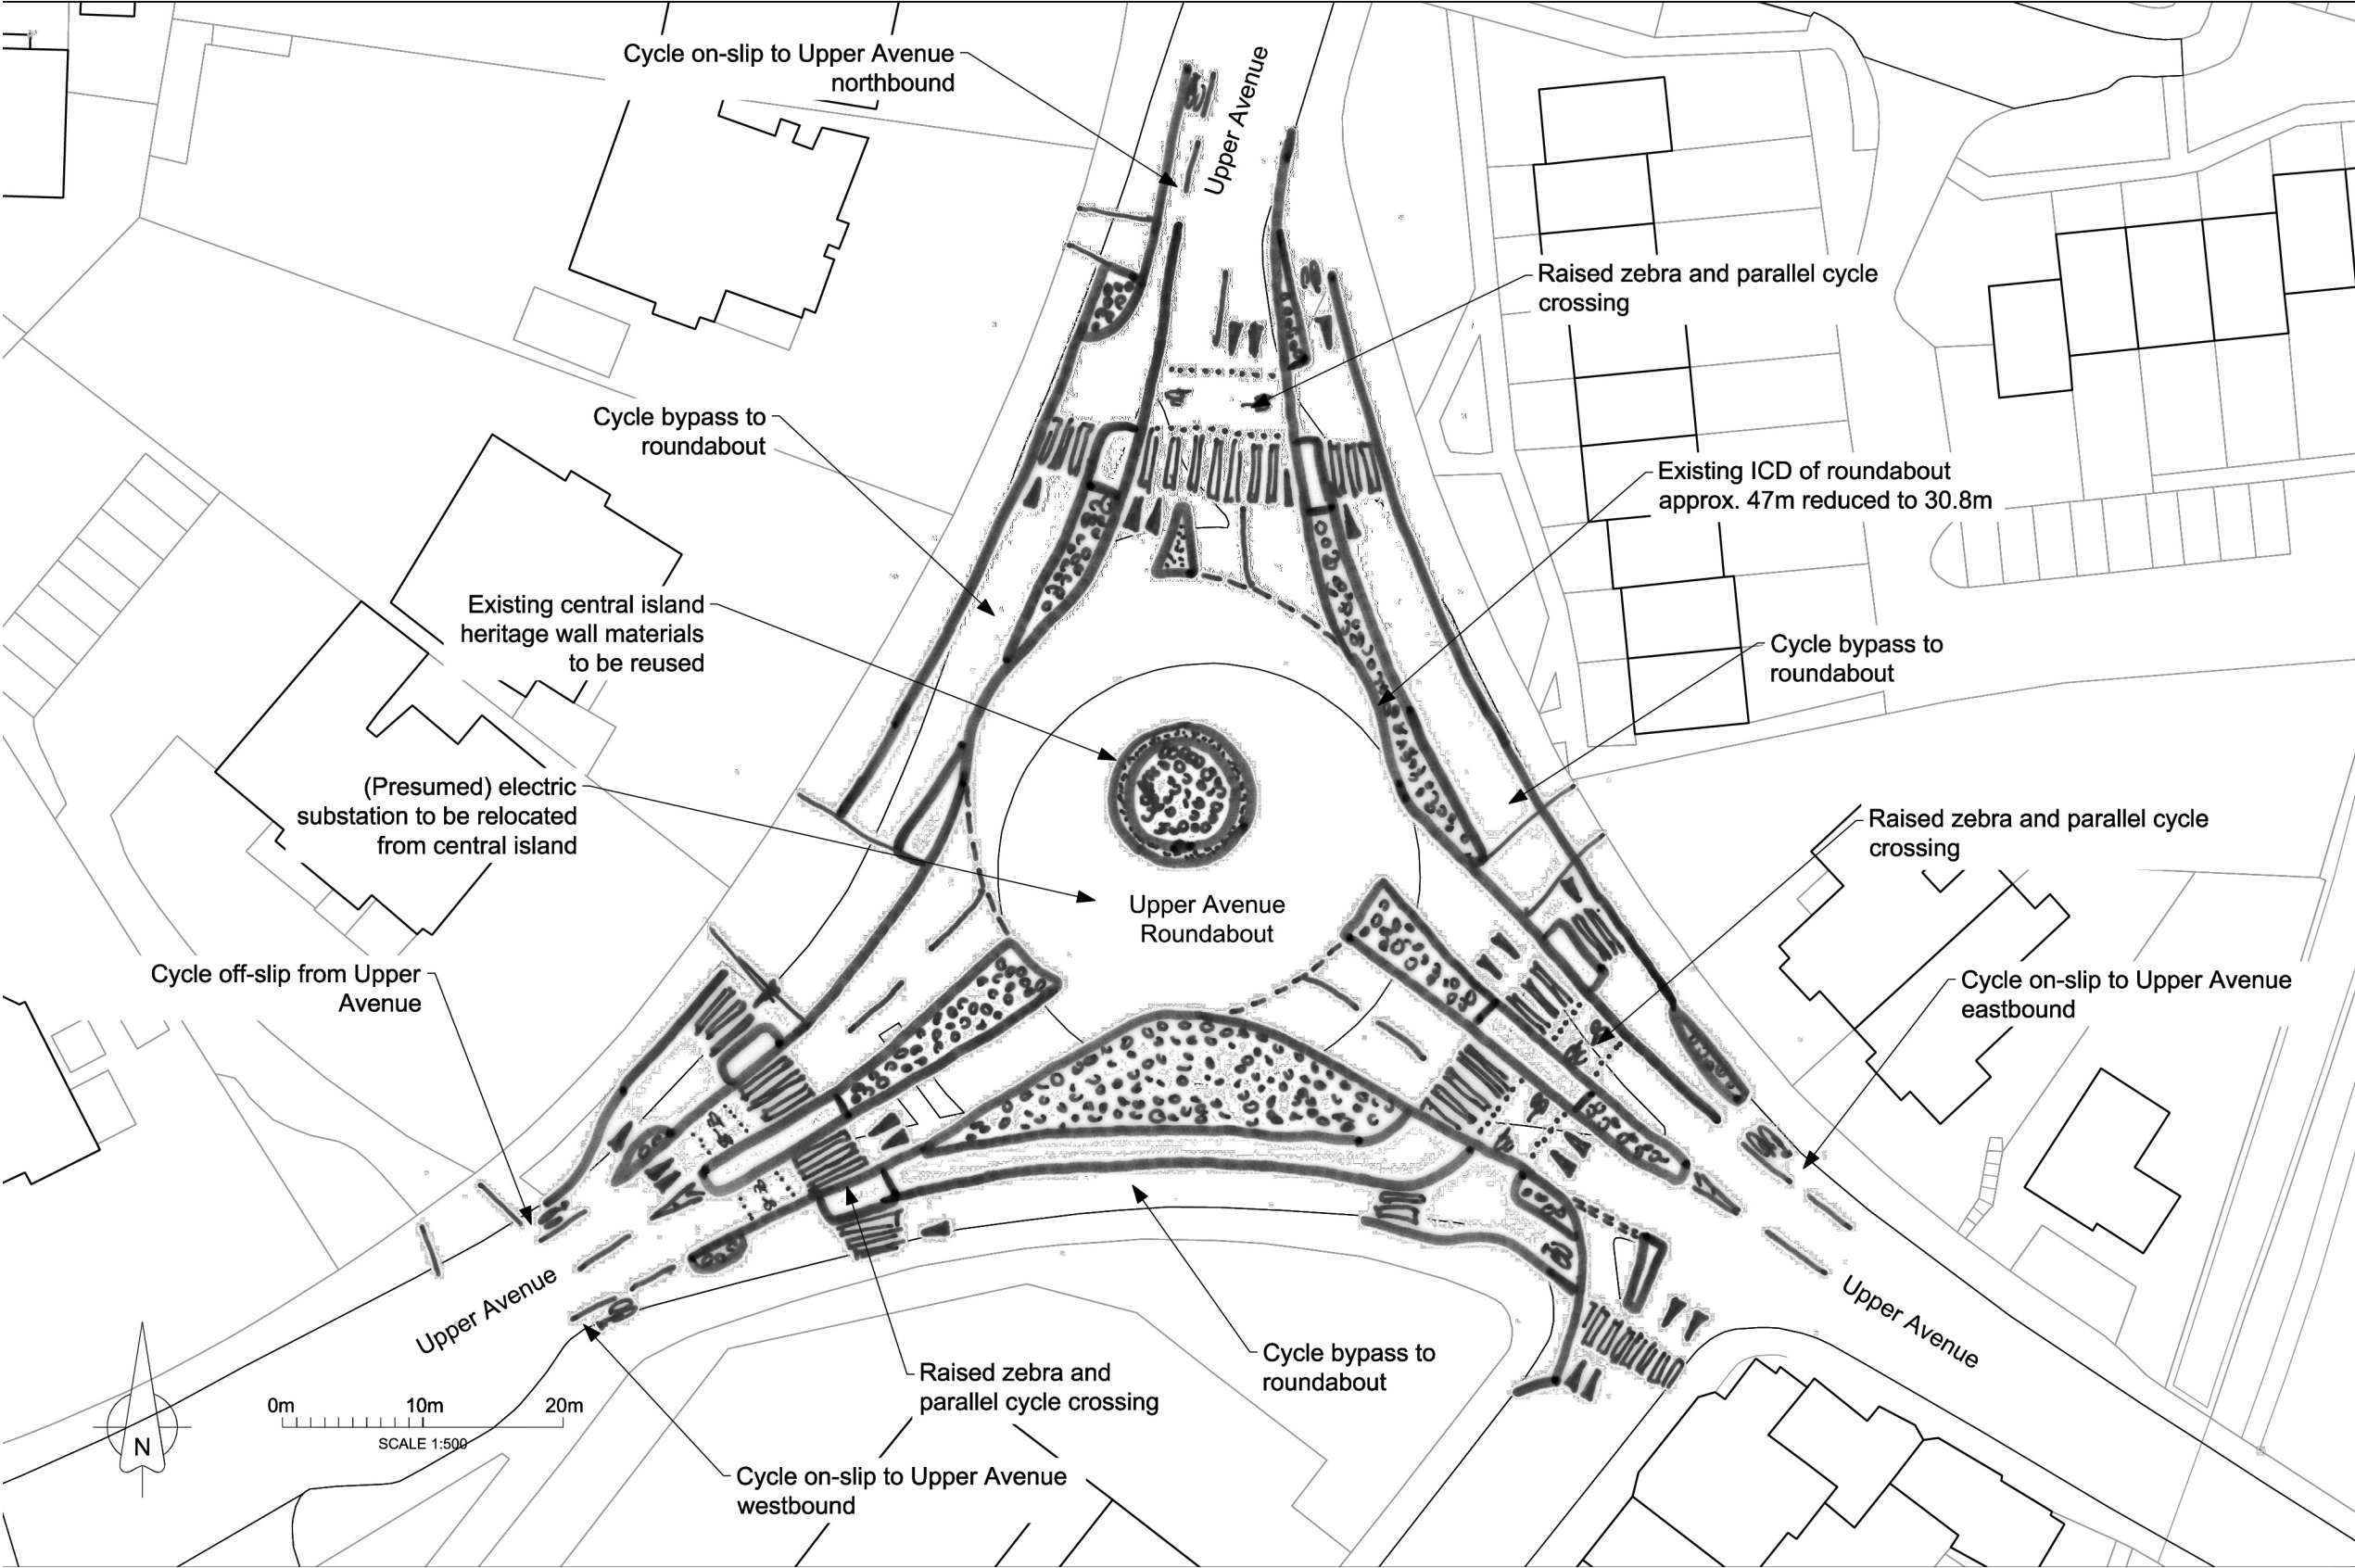 Cycle on-slip to Upper Avenue
northbound
Upper Avenue
Raised zebra and parallel cycle
crossing
Cycle bypass to
roundabout
Existing ICD of roundabout
approx. 47m reduced to 30.8m
Existing central island
heritage wall materials
to be reused
Cycle bypass to
roundabout
(Presumed) electric
substation to be relocated
from central island
Raised zebra and parallel cycle
crossing
Upper Avenue
Roundabout
Cycle off-slip from Upper
Avenue
Cycle on-slip to Upper Avenue
eastbound
Upper Avenue
Upper Avenue
Cycle bypass to
roundabout
Raised zebra and
parallel cycle crossing
0m 10m 20m
SCALE 1:500
N
Cycle on-slip to Upper Avenue
westbound